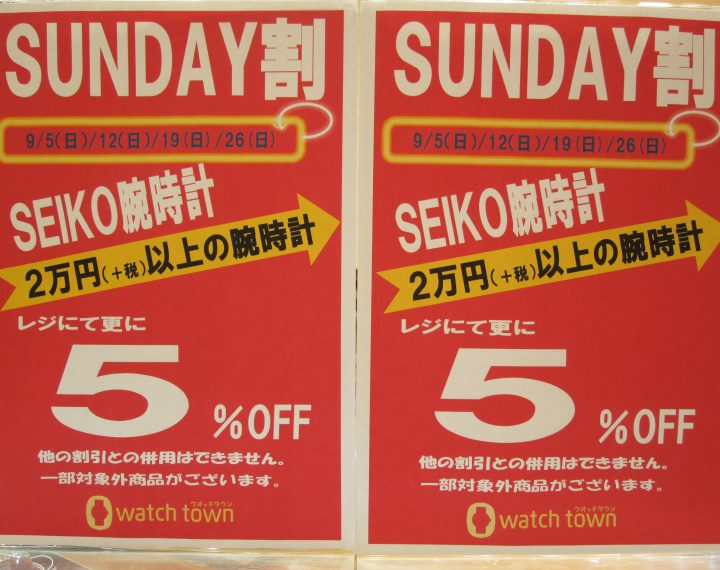 SUNDAY割
9/5(日)/12(日)/19(日)/26(日)
SEIKO腕時計
2万円(+税)以上の腕時計
レジにて更に
5%OFF
他の割引との併用はできません。
一部対象外商品がございます。
ウオッチタウン
watch town
SUNDAY割
9/5(日)/12(日)/19(日)/26(日)
SEIKO腕時計
2万円(+税)以上の腕時計
レジにて更に
5%OFF
他の割引との併用はできません。
一部対象外商品がございます。
ウオッチタウン
watch town